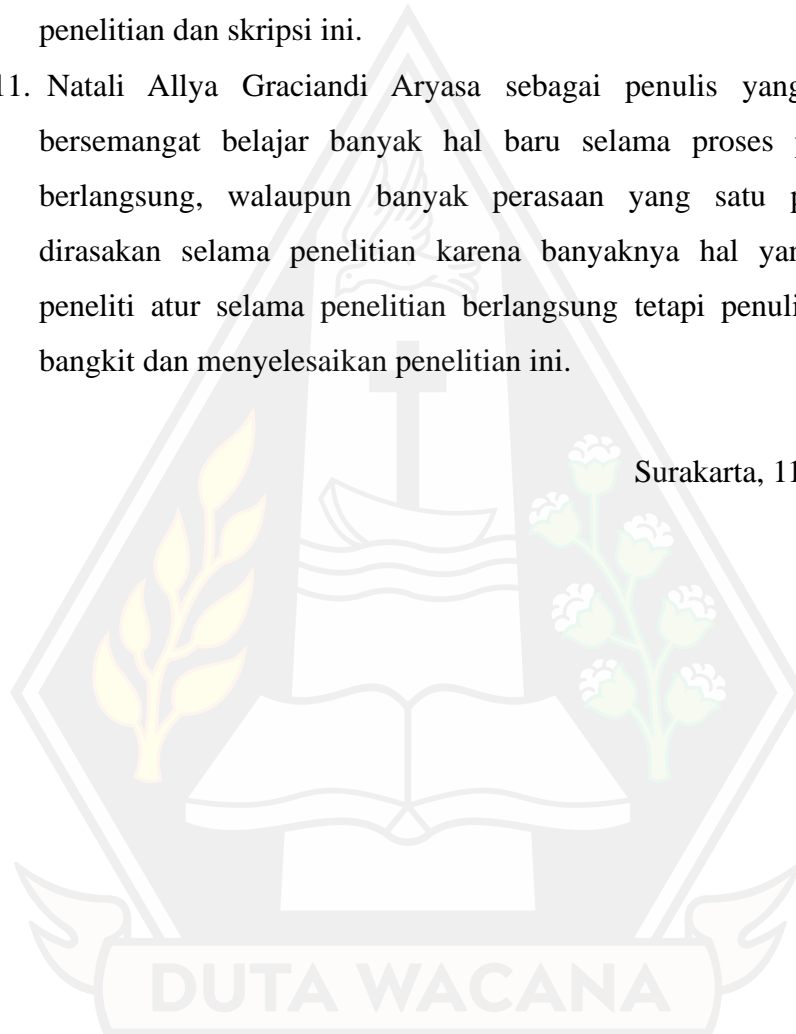 penelitian dan skripsi ini.
11. Natali Allya Graciandi Aryasa sebagai penulis yang
bersemangat belajar banyak hal baru selama proses
berlangsung, walaupun banyak perasaan yang satu
dirasakan selama penelitian karena banyaknya hal
peneliti atur selama penelitian berlangsung tetapi
bangkit dan menyelesaikan penelitian ini.
Surakarta, 11
DUTA WACANA